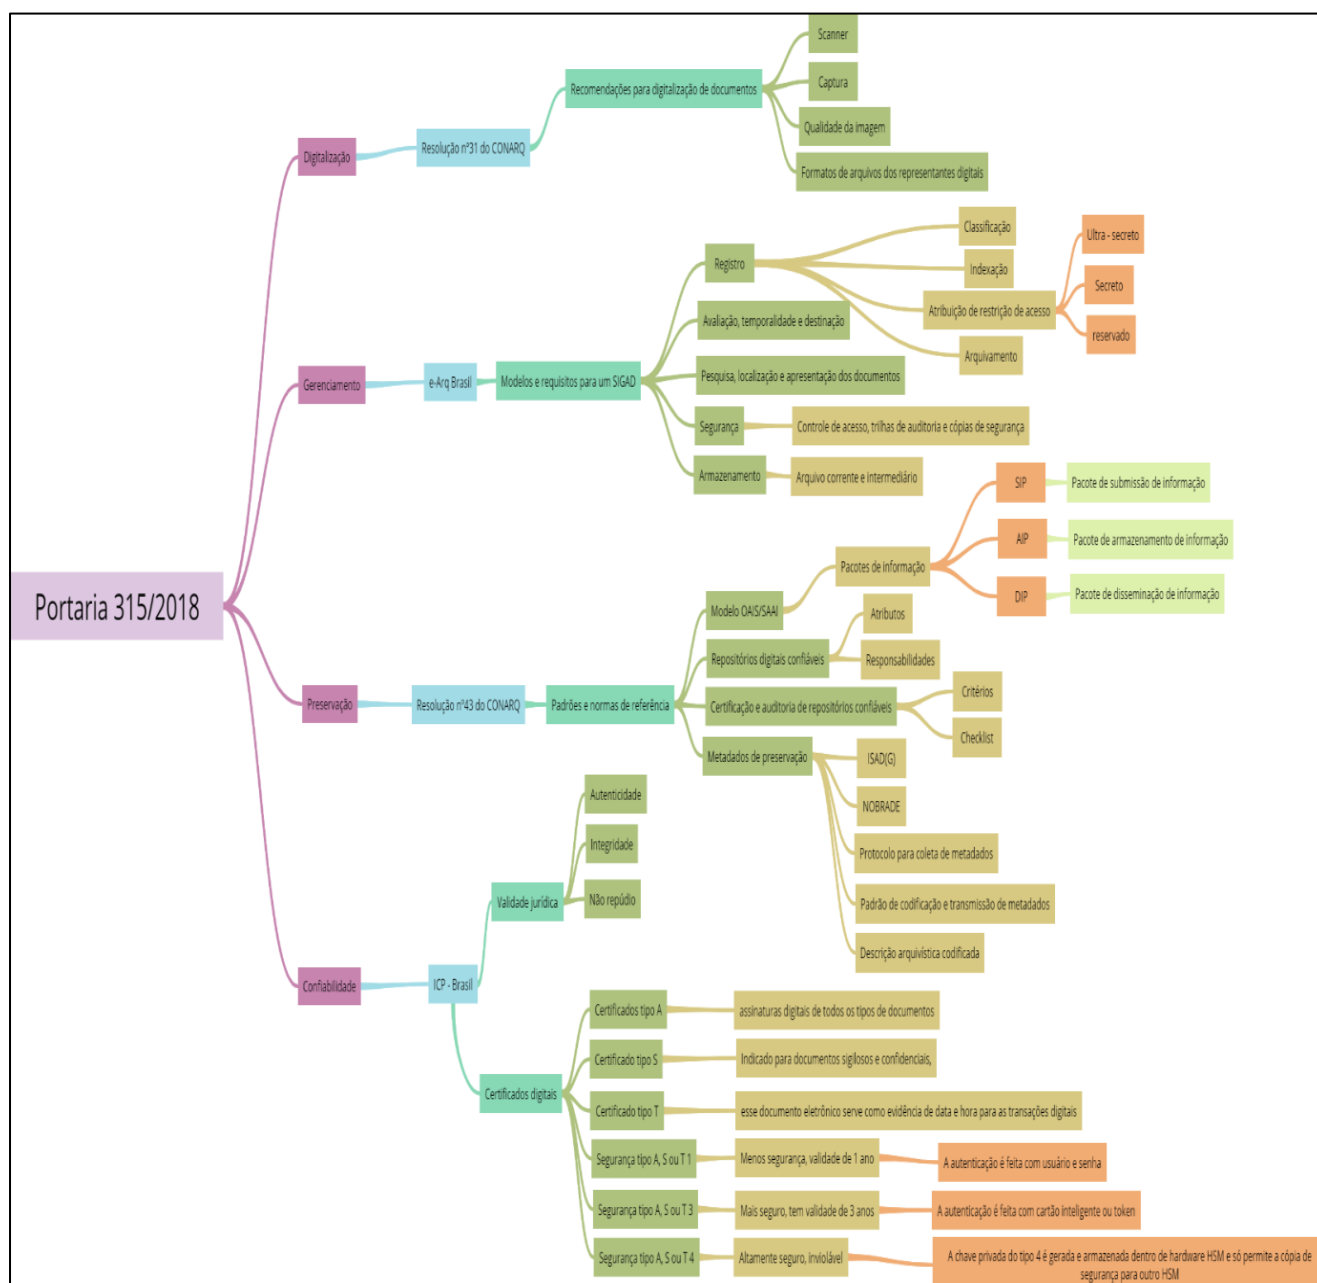 Portaria 315/2018
Digitalização
Resolução nº31 do CONARQ
Recomendações para digitalização de documentos
Scanner
Captura
Qualidade da imagem
Formatos de arquivos dos representantes digitais
Gerenciamento
e-Arq Brasil
Modelos e requisitos para um SIGAD
Registro
Classificação
Indexação
Atribuição de restrição de acesso
Ultra - secreto
Secreto
reservado
Arquivamento
Avaliação, temporalidade e destinação
Pesquisa, localização e apresentação dos documentos
Segurança
Controle de acesso, trilhas de auditoria e cópias de segurança
Armazenamento
Arquivo corrente e intermediário
Preservação
Resolução nº43 do CONARQ
Padrões e normas de referência
Modelo OAIS/SAAI
Pacotes de informação
SIP
Pacote de submissão de informação
AIP
Pacote de armazenamento de informação
DIP
Pacote de disseminação de informação
Repositórios digitais confiáveis
Atributos
Responsabilidades
Certificação e auditoria de repositórios confiáveis
Critérios
Checklist
Metadados de preservação
ISAD(G)
NOBRADE
Protocolo para coleta de metadados
Padrão de codificação e transmissão de metadados
Descrição arquivística codificada
Confiabilidade
ICP - Brasil
Validade jurídica
Autenticidade
Integridade
Não repúdio
Certificados digitais
Certificados tipo A
assinaturas digitais de todos os tipos de documentos
Certificado tipo S
Indicado para documentos sigilosos e confidenciais,
Certificado tipo T
esse documento eletrônico serve como evidência de data e hora para as transações digitais
Segurança tipo A, S ou T 1
Menos segurança, validade de 1 ano
A autenticação é feita com usuário e senha
Segurança tipo A, S ou T 3
Mais seguro, tem validade de 3 anos
A autenticação é feita com cartão inteligente ou token
Segurança tipo A, S ou T 4
Altamente seguro, inviolável
A chave privada do tipo 4 é gerada e armazenada dentro de hardware HSM e só permite a cópia de
segurança para outro HSM